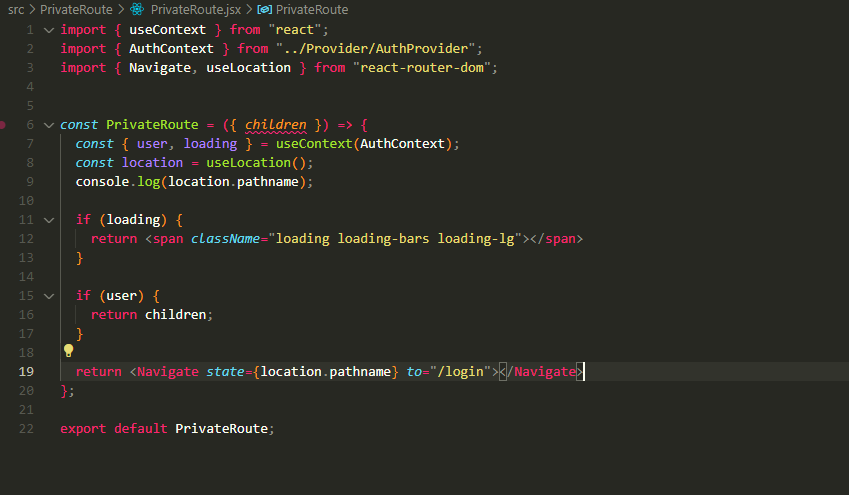 src > PrivateRoute > PrivateRoute.jsx > PrivateRoute
1 import { useContext } from "react";
2 import { AuthContext } from "../Provider/AuthProvider";
3 import { Navigate, useLocation } from "react-router-dom";
4
5
6 const PrivateRoute = ({ children }) => {
7   const { user, loading } = useContext(AuthContext);
8   const location = useLocation();
9   console.log(location.pathname);
10
11   if (loading) {
12     return <span className="loading loading-bars loading-lg"></span>
13   }
14
15   if (user) {
16     return children;
17   }
18
19   return <Navigate state={location.pathname} to="/login"></Navigate>
20 };
21
22 export default PrivateRoute;